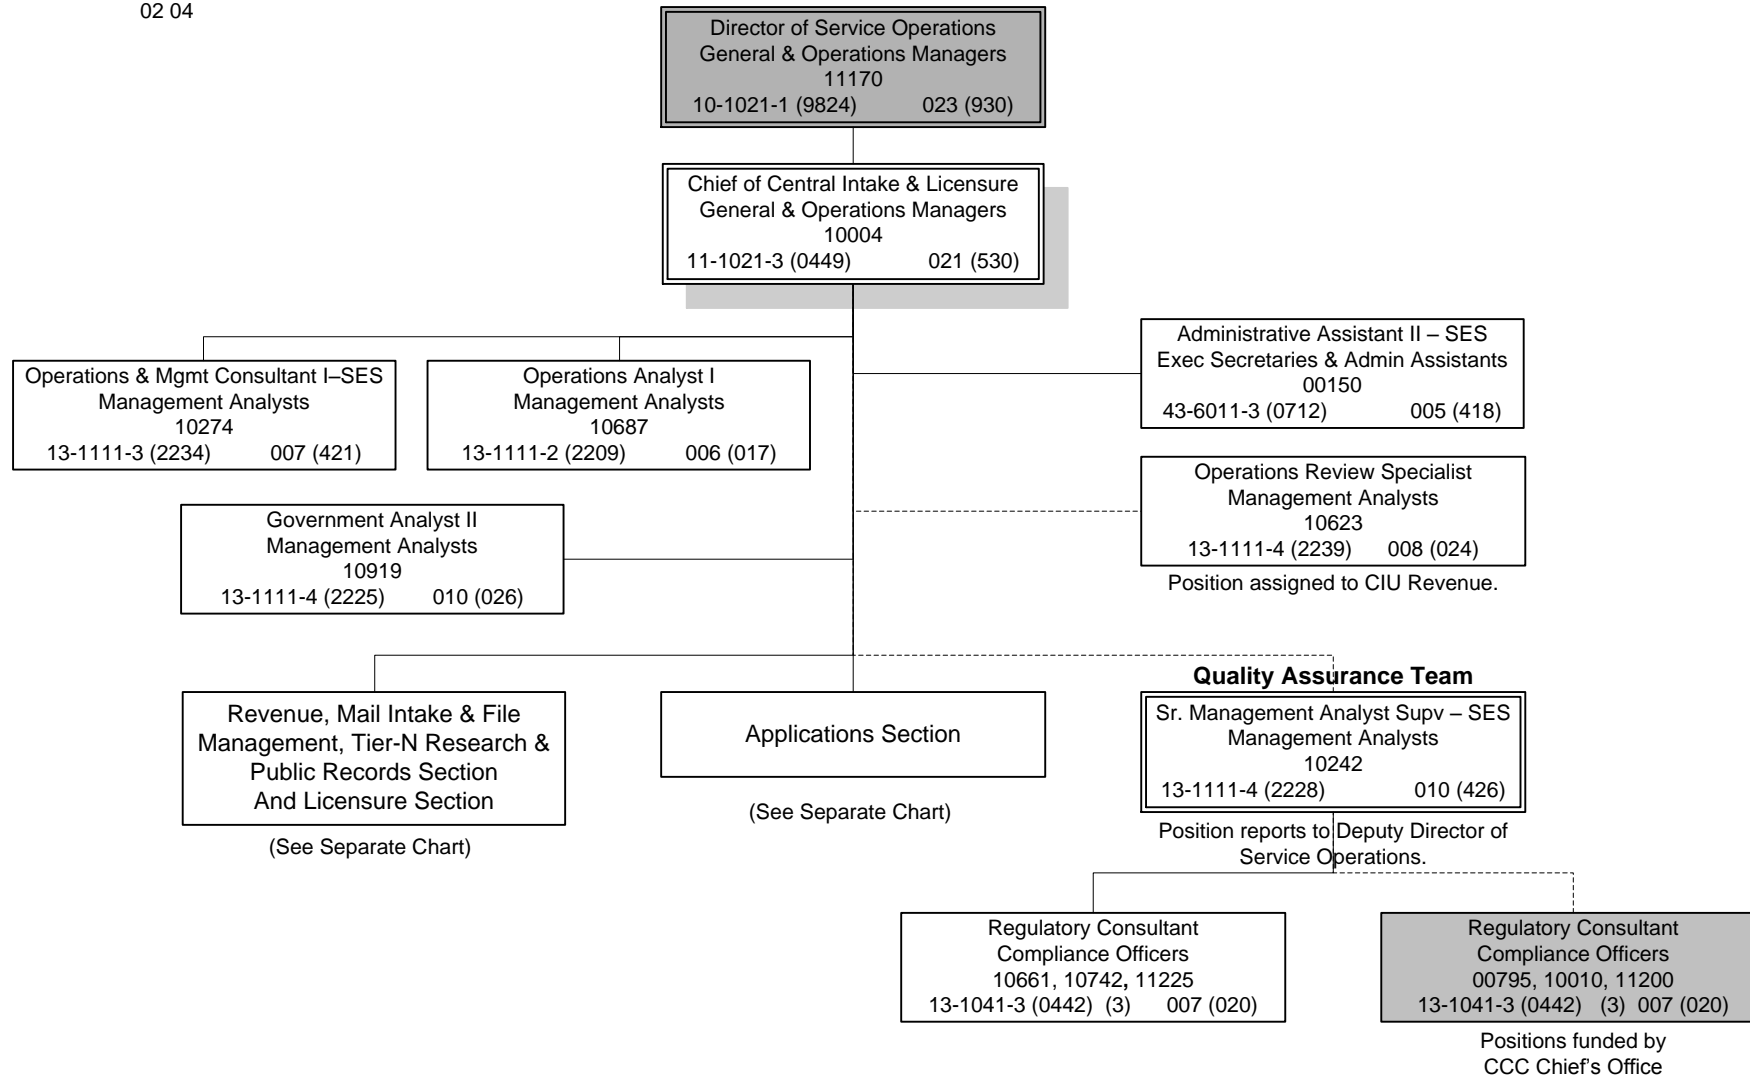 02 04
Director of Service Operations
General & Operations Managers
11170
10-1021-1 (9824) 023 (930)
Chief of Central Intake & Licensure
General & Operations Managers
10004
11-1021-3 (0449) 021 (530)
Administrative Assistant II – SES
Exec Secretaries & Admin Assistants
00150
43-6011-3 (0712) 005 (418)
Operations & Mgmt Consultant I–SES
Management Analysts
10274
13-1111-3 (2234) 007 (421)
Operations Analyst I
Management Analysts
10687
13-1111-2 (2209) 006 (017)
Operations Review Specialist
Management Analysts
10623
13-1111-4 (2239) 008 (024)
Position assigned to CIU Revenue.
Government Analyst II
Management Analysts
10919
13-1111-4 (2225) 010 (026)
Revenue, Mail Intake & File
Management, Tier-N Research &
Public Records Section
And Licensure Section
(See Separate Chart)
Applications Section
(See Separate Chart)
Quality Assurance Team
Sr. Management Analyst Supv – SES
Management Analysts
10242
13-1111-4 (2228) 010 (426)
Position reports to Deputy Director of
Service Operations.
Regulatory Consultant
Compliance Officers
10661, 10742, 11225
13-1041-3 (0442) (3) 007 (020)
Regulatory Consultant
Compliance Officers
00795, 10010, 11200
13-1041-3 (0442) (3) 007 (020)
Positions funded by
CCC Chief's Office